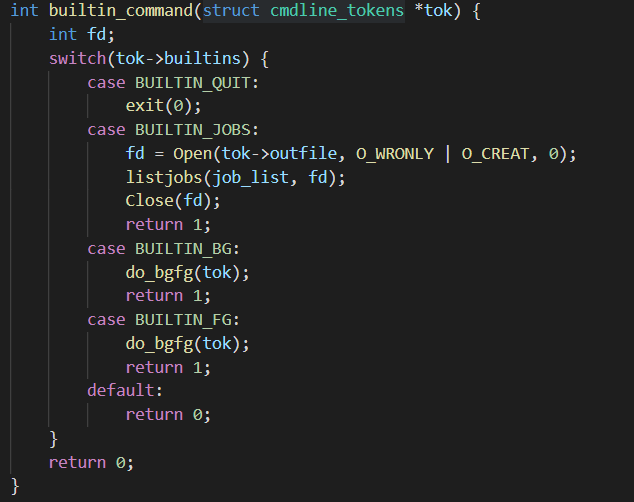 int builtin_command(struct cmdline_tokens *tok) {
    int fd;
    switch(tok->builtins) {
        case BUILTIN_QUIT:
            exit(0);
        case BUILTIN_JOBS:
            fd = Open(tok->outfile, O_WRONLY | O_CREAT, 0);
            listjobs(job_list, fd);
            Close(fd);
            return 1;
        case BUILTIN_BG:
            do_bgfg(tok);
            return 1;
        case BUILTIN_FG:
            do_bgfg(tok);
            return 1;
        default:
            return 0;
    }
    return 0;
}